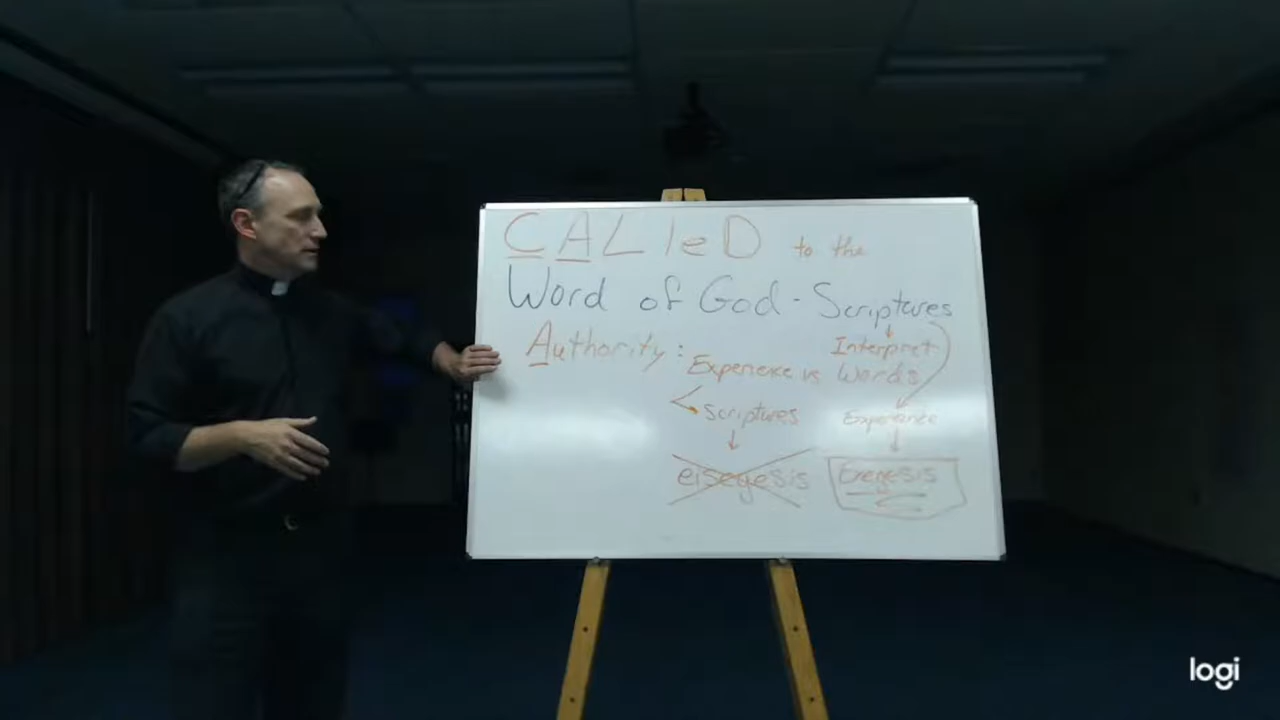 CALleD to the
Word of God - Scriptures
Authority:
Experience vs
Interpret
Words
Scriptures
Experience
eisegesis
Exegesis
logi